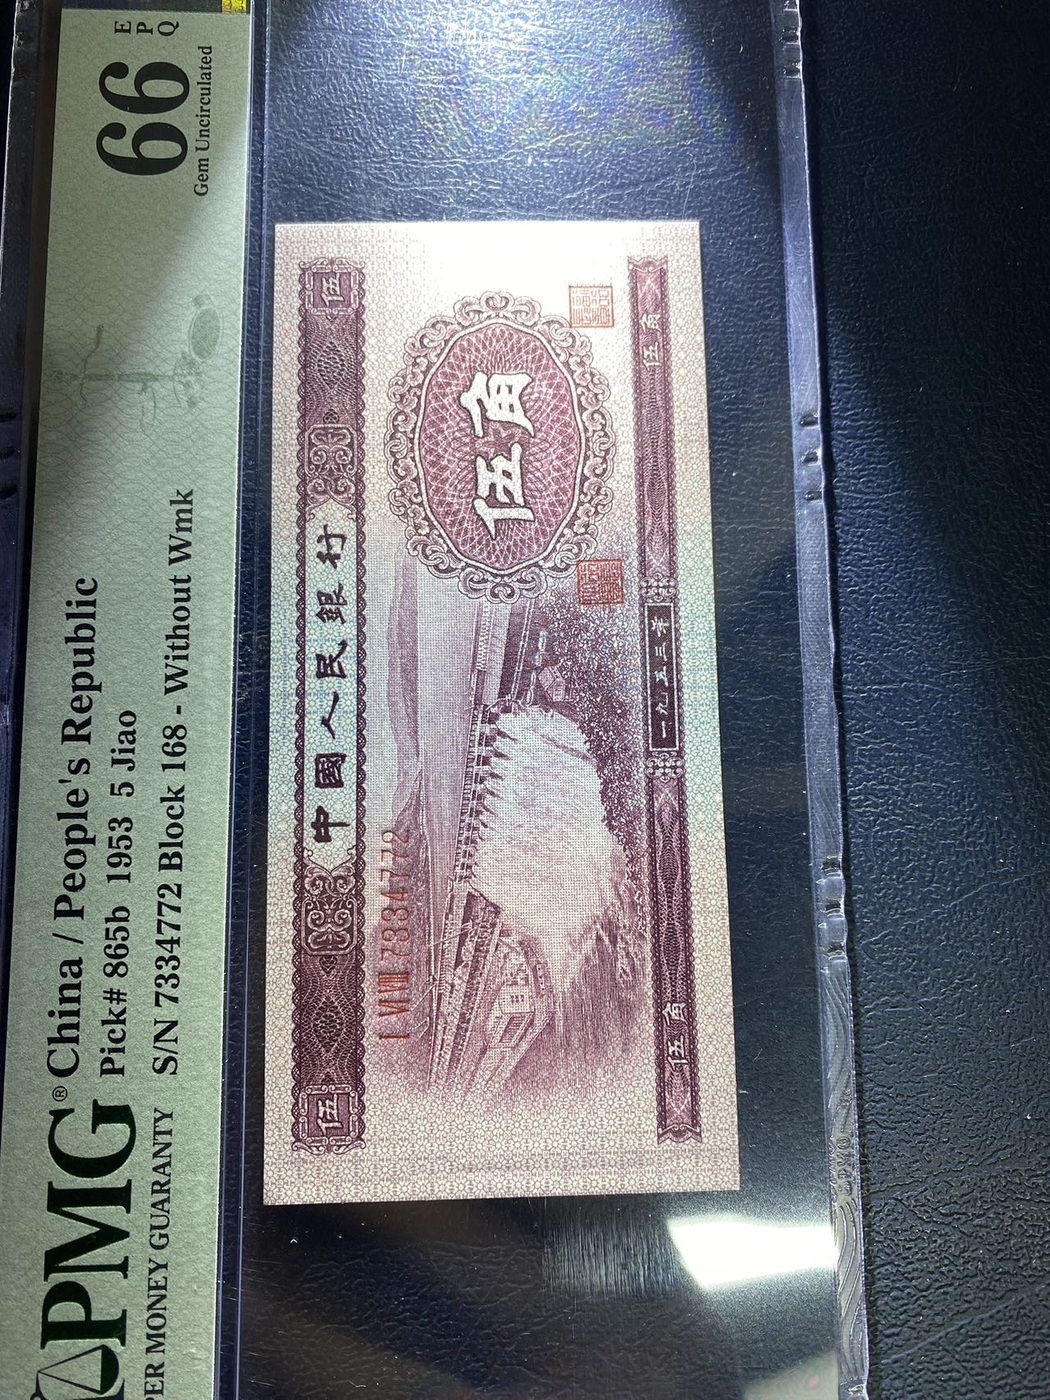 PMG®
ER MONEY GUARANTY
China / People's Republic
Pick# 865b 1953 5 Jiao
S/N 7334772 Block 168 - Without Wmk
66
EPQ
Gem Uncirculated
伍
中國人民銀行
伍
I VI VIII 7334772
伍角
伍角
一九五三年
伍角